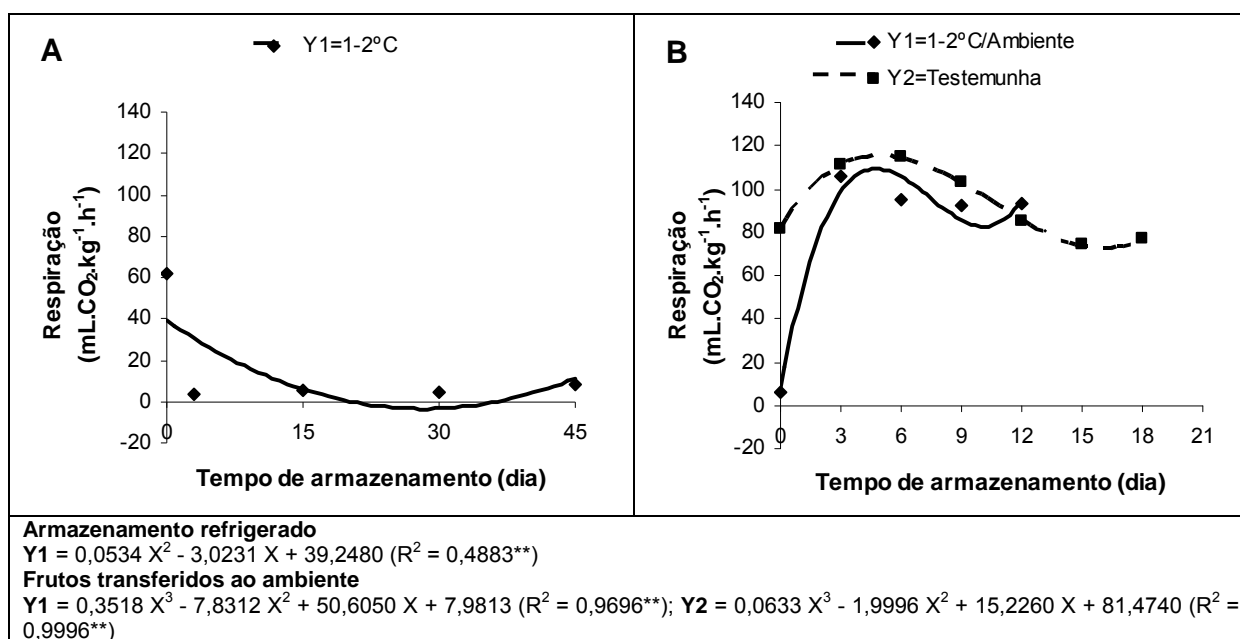 A
Y1=1-2ºC
140
120
100
80
60
40
20
0
-20
0
15
30
45
Respiração
(mL.CO₂.kg⁻¹.h⁻¹)
Tempo de armazenamento (dia)
B
Y1=1-2ºC/Ambiente
Y2=Testemunha
140
120
100
80
60
40
20
0
-20
0
3
6
9
12
15
18
21
Respiração
(mL.CO₂.kg⁻¹.h⁻¹)
Tempo de armazenamento (dia)
Armazenamento refrigerado
Y1 = 0,0534 X² - 3,0231 X + 39,2480 (R² = 0,4883**)
Frutos transferidos ao ambiente
Y1 = 0,3518 X³ - 7,8312 X² + 50,6050 X + 7,9813 (R² = 0,9696**); Y2 = 0,0633 X³ - 1,9996 X² + 15,2260 X + 81,4740 (R² =
0,9996**)